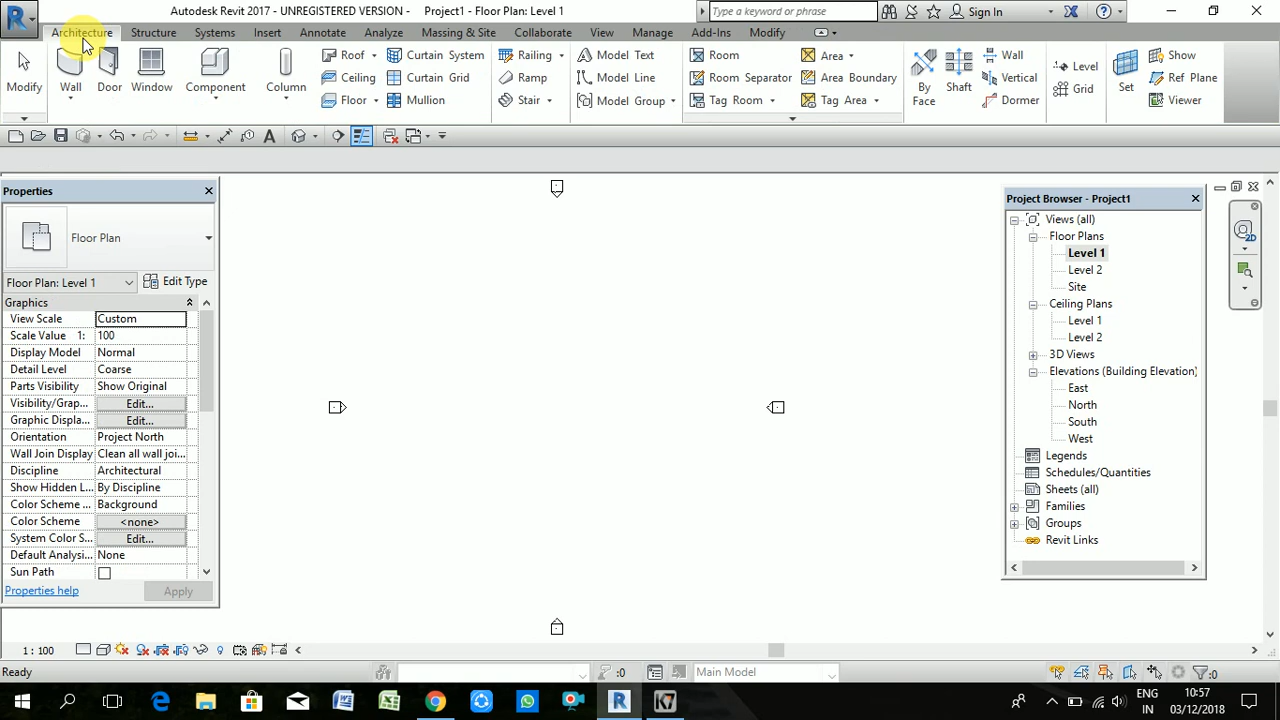 Autodesk Revit 2017 - UNREGISTERED VERSION - Project1 - Floor Plan: Level 1
Type a keyword or phrase
Sign In
Architecture Structure Systems Insert Annotate Analyze Massing & Site Collaborate View Manage Add-Ins Modify
Modify
Wall
Door
Window
Component
Column
Roof
Ceiling
Floor
Curtain System
Curtain Grid
Mullion
Railing
Ramp
Stair
Model Text
Model Line
Model Group
Room
Room Separator
Tag Room
Area
Area Boundary
Tag Area
By
Face
Shaft
Wall
Vertical
Dormer
Level
Grid
Set
Show
Ref Plane
Viewer
Properties
Floor Plan
Floor Plan: Level 1
Edit Type
Graphics
View Scale Custom
Scale Value 1: 100
Display Model Normal
Detail Level Coarse
Parts Visibility Show Original
Visibility/Grap... Edit...
Graphic Displa... Edit...
Orientation Project North
Wall Join Display Clean all wall joi...
Discipline Architectural
Show Hidden L... By Discipline
Color Scheme ... Background
Color Scheme <none>
System Color S... Edit...
Default Analysi... None
Sun Path
Properties help
Apply
Project Browser - Project1
Views (all)
Floor Plans
Level 1
Level 2
Site
Ceiling Plans
Level 1
Level 2
3D Views
Elevations (Building Elevation)
East
North
South
West
Legends
Schedules/Quantities
Sheets (all)
Families
Groups
Revit Links
2D
1 : 100
Ready
:0
Main Model
:0
ENG
IN
10:57
03/12/2018